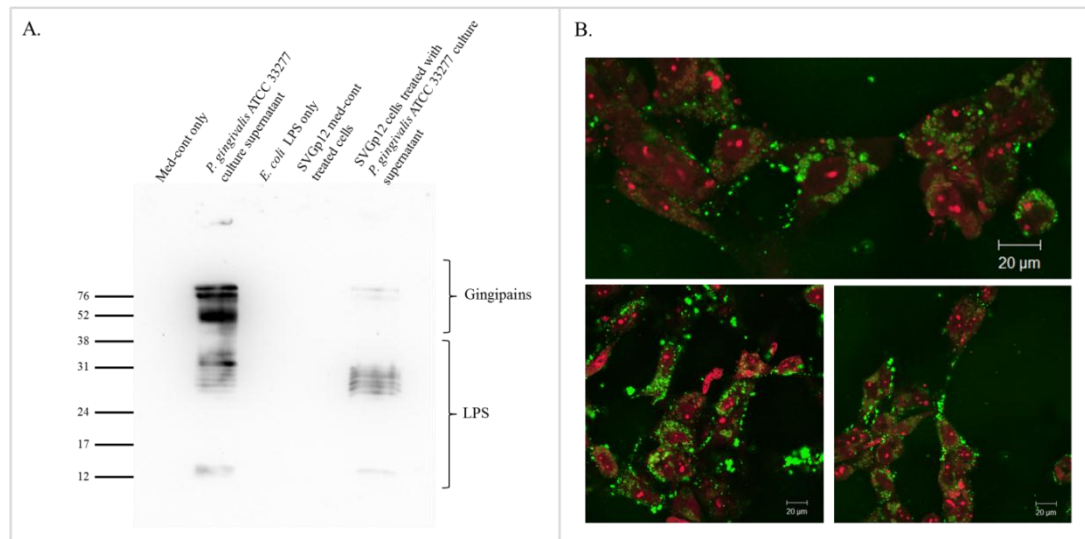 A.
Med-cont only
P. gingivalis ATCC 33277
culture supernatant
E. coli LPS only
SVGp12 med-cont
treated cells
SVGp12 cells treated with
P. gingivalis ATCC 33277 culture
supernatant
76
52
38
31
24
17
12
Gingipains
LPS
B.
20 µm
20 µm
20 µm